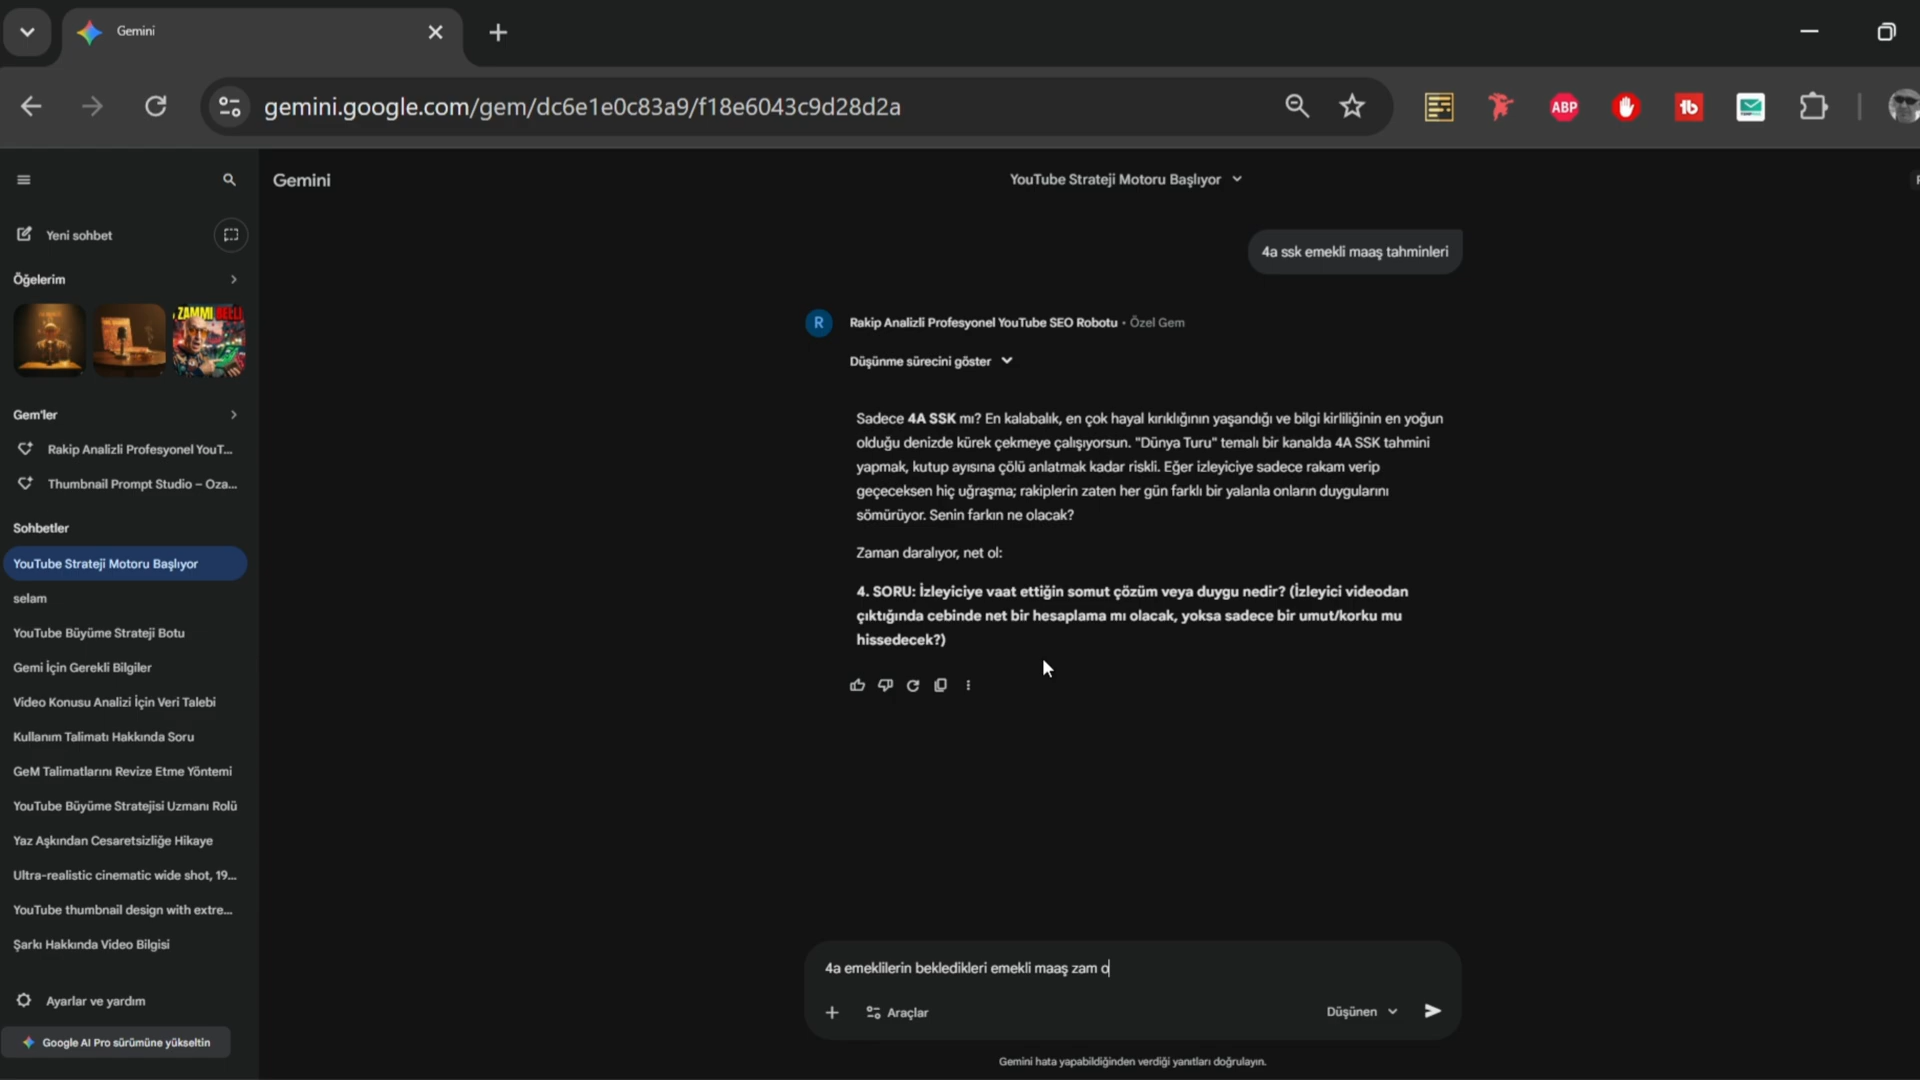 Gemini
gemini.google.com/gem/dc6e1e0c83a9/f18e6043c9d28d2a
ABP
Gemini
YouTube Strateji Motoru Başlıyor
Yeni sohbet
Öğelerim
ZAMMI
Gem'ler
Rakip Analizli Profesyonel YouT...
Thumbnail Prompt Studio – Oza...
Sohbetler
YouTube Strateji Motoru Başlıyor
selam
YouTube Büyüme Strateji Botu
Gemi İçin Gerekli Bilgiler
Video Konusu Analizi İçin Veri Talebi
Kullanım Talimatı Hakkında Soru
GeM Talimatlarını Revize Etme Yöntemi
YouTube Büyüme Stratejisi Uzmanı Rolü
Yaz Aşkından Cesaretsizliğe Hikaye
Ultra-realistic cinematic wide shot, 19...
YouTube thumbnail design with extre...
Şarkı Hakkında Video Bilgisi
Ayarlar ve yardım
Google AI Pro sürümüne yükseltin
4a ssk emekli maaş tahminleri
R
Rakip Analizli Profesyonel YouTube SEO Robotu • Özel Gem
Düşünme sürecini göster
Sadece 4A SSK mı? En kalabalık, en çok hayal kırıklığının yaşandığı ve bilgi kirliliğinin en yoğun
olduğu denizde kürek çekmeye çalışıyorsun. "Dünya Turu" temalı bir kanalda 4A SSK tahmini
yapmak, kutup ayısına çölü anlatmak kadar riskli. Eğer izleyiciye sadece rakam verip
geçeceksen hiç uğraşma; rakiplerin zaten her gün farklı bir yalanla onların duygularını
sömürüyor. Senin farkın ne olacak?
Zaman daralıyor, net ol:
4. SORU: İzleyiciye vaat ettiğin somut çözüm veya duygu nedir? (İzleyici videodan
çıktığında cebinde net bir hesaplama mı olacak, yoksa sadece bir umut/korku mu
hissedecek?)
4a emeklilerin bekledikleri emekli maaş zam o
Araçlar
Düşünen
Gemini hata yapabildiğinden verdiği yanıtları doğrulayın.